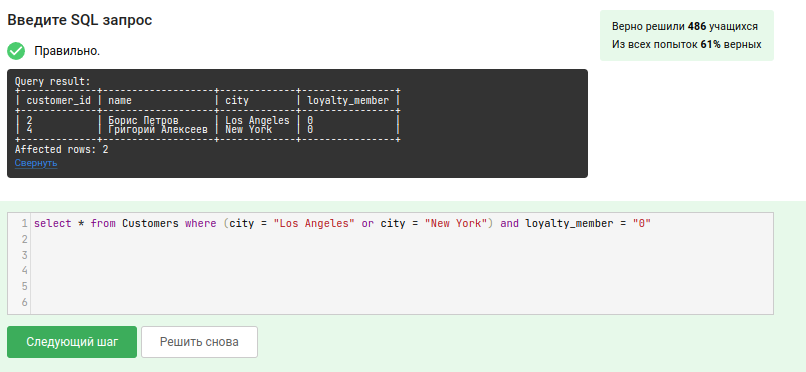 Введите SQL запрос
Верно решили 486 учащихся
Из всех попыток 61% верных
Правильно.
Query result:
+-------------+-------------------+-------------+----------------+
| customer_id | name | city | loyalty_member |
+-------------+-------------------+-------------+----------------+
| 2 | Борис Петров | Los Angeles | 0 |
| 4 | Григорий Алексеев | New York | 0 |
+-------------+-------------------+-------------+----------------+
Affected rows: 2
Свернуть
1 select * from Customers where (city = "Los Angeles" or city = "New York") and loyalty_member = "0"
2
3
4
5
6
Следующий шаг
Решить снова